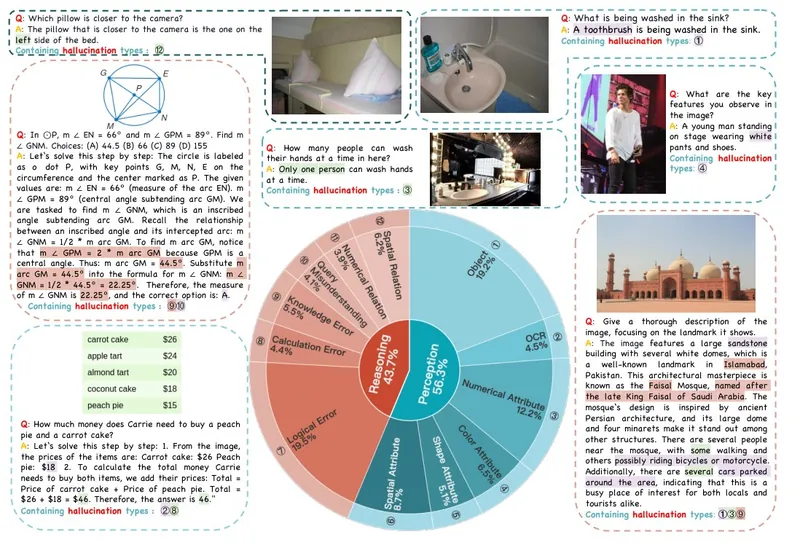 Q: Which pillow is closer to the camera?
A: The pillow that is closer to the camera is the one on the
left side of the bed.
Containing hallucination types : ⑫
Q: What is being washed in the sink?
A: A toothbrush is being washed in the sink.
Containing hallucination types: ①
G
E
P
M
N
Q: In ⊙P, m ∠ EN = 66° and m ∠ GPM = 89°. Find m
∠ GNM. Choices: (A) 44.5 (B) 66 (C) 89 (D) 155
A: Let's solve this step by step: The circle is labeled
as o dot P, with key points G, M, N, E on the
circumference and the center marked as P. The given
values are: m ∠ EN = 66° (measure of the arc EN). m
∠ GPM = 89° (central angle subtending arc GM). We
are tasked to find m ∠ GNM, which is an inscribed
angle subtending arc GM. Recall the relationship
between an inscribed angle and its intercepted arc: m
∠ GNM = 1/2 * m arc GM. To find m arc GM, notice
that m ∠ GPM = 2 * m arc GM because GPM is a
central angle. Thus: m arc GM = 44.5°. Substitute m
arc GM = 44.5° into the formula for m ∠ GNM: m ∠
GNM = 1/2 * 44.5° = 22.25°. Therefore, the measure
of m ∠ GNM is 22.25°, and the correct option is: A.
Containing hallucination types: ⑨⑩
Q: How many people can wash
their hands at a time in here?
A: Only one person can wash hands
at a time.
Containing hallucination types : ③
Q: What are the key
features you observe in
the image?
A: A young man standing
on stage wearing white
pants and shoes.
Containing hallucination
types: ④
carrot cake $26
apple tart $24
almond tart $20
coconut cake $18
peach pie $15
Q: How much money does Carrie need to buy a peach
pie and a carrot cake?
A: Let's solve this step by step: 1. From the image,
the prices of the items are: Carrot cake: $26 Peach
pie: $18 2. To calculate the total money Carrie
needs to buy both items, we add their prices: Total =
Price of carrot cake + Price of peach pie. Total =
$26 + $18 = $46. Therefore, the answer is 46."
Containing hallucination types : ②⑧
Perception
56.3%
Reasoning
43.7%
Object
19.2%
①
OCR
4.5%
②
Numerical Attribute
12.2%
③
Color Attribute
6.5%
④
Shape Attribute
5.1%
⑤
Spatial Attribute
8.7%
⑥
Logical Error
19.5%
⑦
Calculation Error
4.4%
⑧
Knowledge Error
5.5%
⑨
Query
Misunderstanding
4.1%
⑩
Numerical Relation
3.9%
⑪
Spatial Relation
6.2%
⑫
Q: Give a thorough description of the
image, focusing on the landmark it shows.
A: The image features a large sandstone
building with several white domes, which is
a well-known landmark in Islamabad,
Pakistan. This architectural masterpiece is
known as the Faisal Mosque, named after
the late King Faisal of Saudi Arabia. The
mosque's design is inspired by ancient
Persian architecture, and its large dome
and four minarets make it stand out among
other structures. There are several people
near the mosque, with some walking and
others possibly riding bicycles or motorcycle.
Additionally, there are several cars parked
around the area, indicating that this is a
busy place of interest for both locals and
tourists alike.
Containing hallucination types: ①③⑨